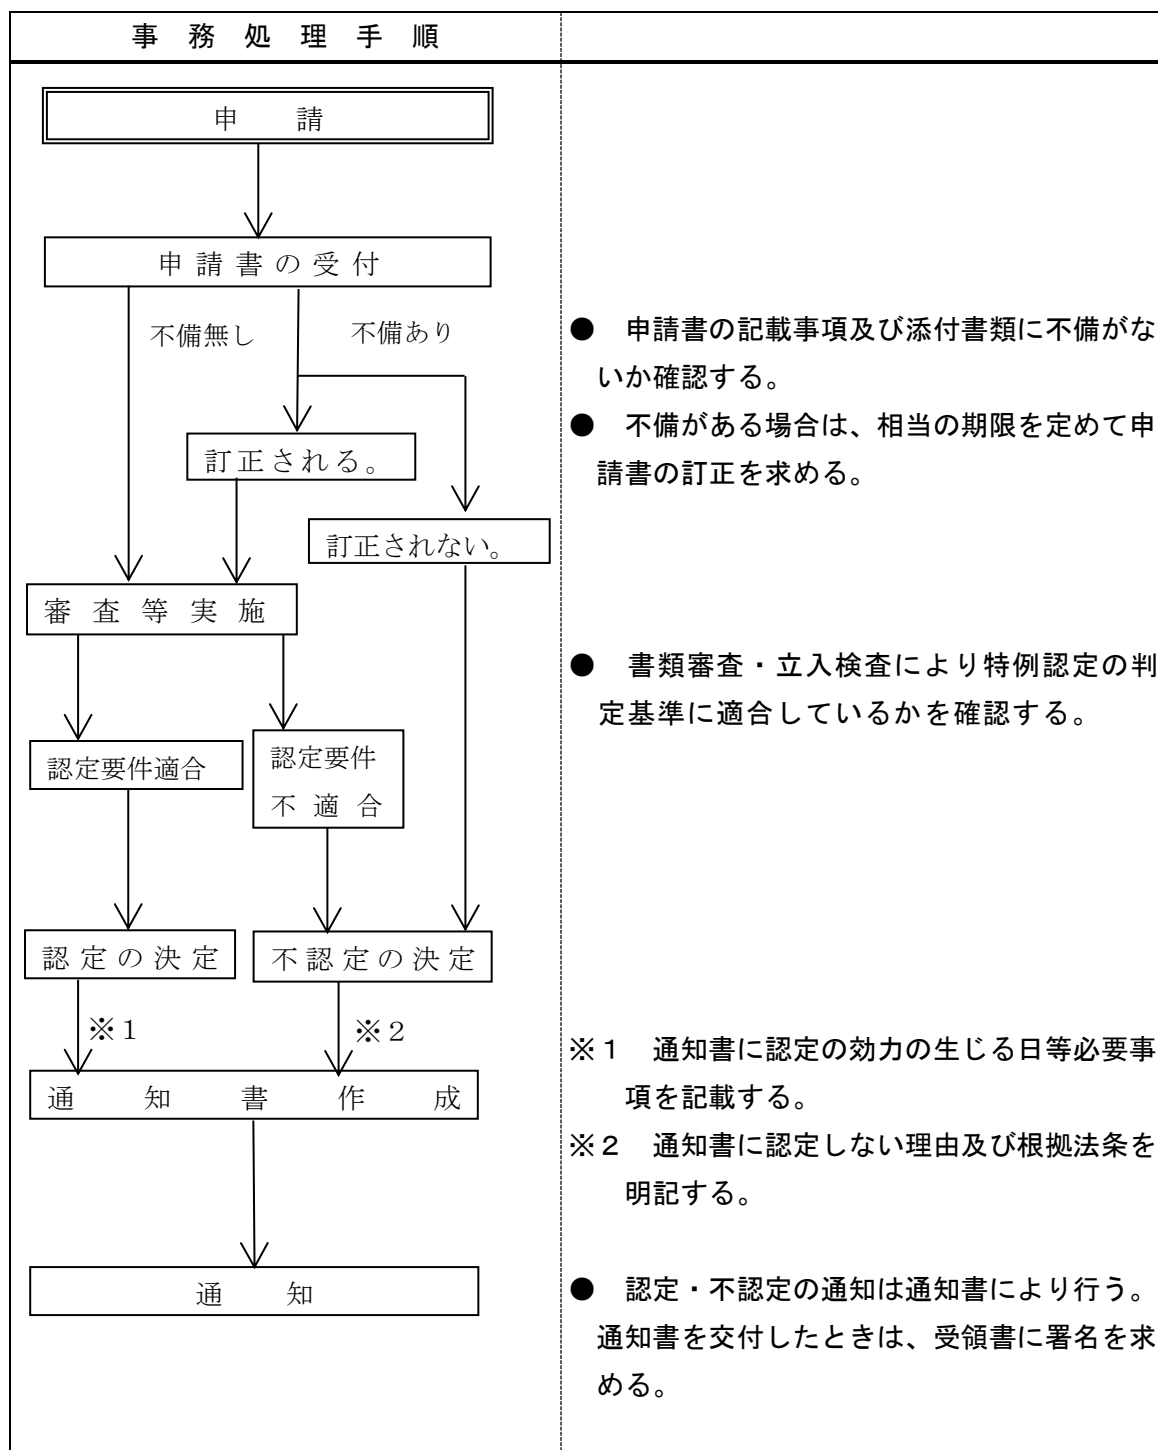 事務処理手順
申請
申請書の受付
不備無し
不備あり
● 申請書の記載事項及び添付書類に不備がな
いか確認する。
● 不備がある場合は、相当の期限を定めて申
請書の訂正を求める。
訂正される。
訂正されない。
審査等実施
● 書類審査・立入検査により特例認定の判
定基準に適合しているかを確認する。
認定要件適合
認定要件
不適合
認定の決定
不認定の決定
※1
※2
※1 通知書に認定の効力の生じる日等必要事
項を記載する。
※2 通知書に認定しない理由及び根拠法条を
明記する。
通知書作成
通知
● 認定・不認定の通知は通知書により行う。
通知書を交付したときは、受領書に署名を求
める。